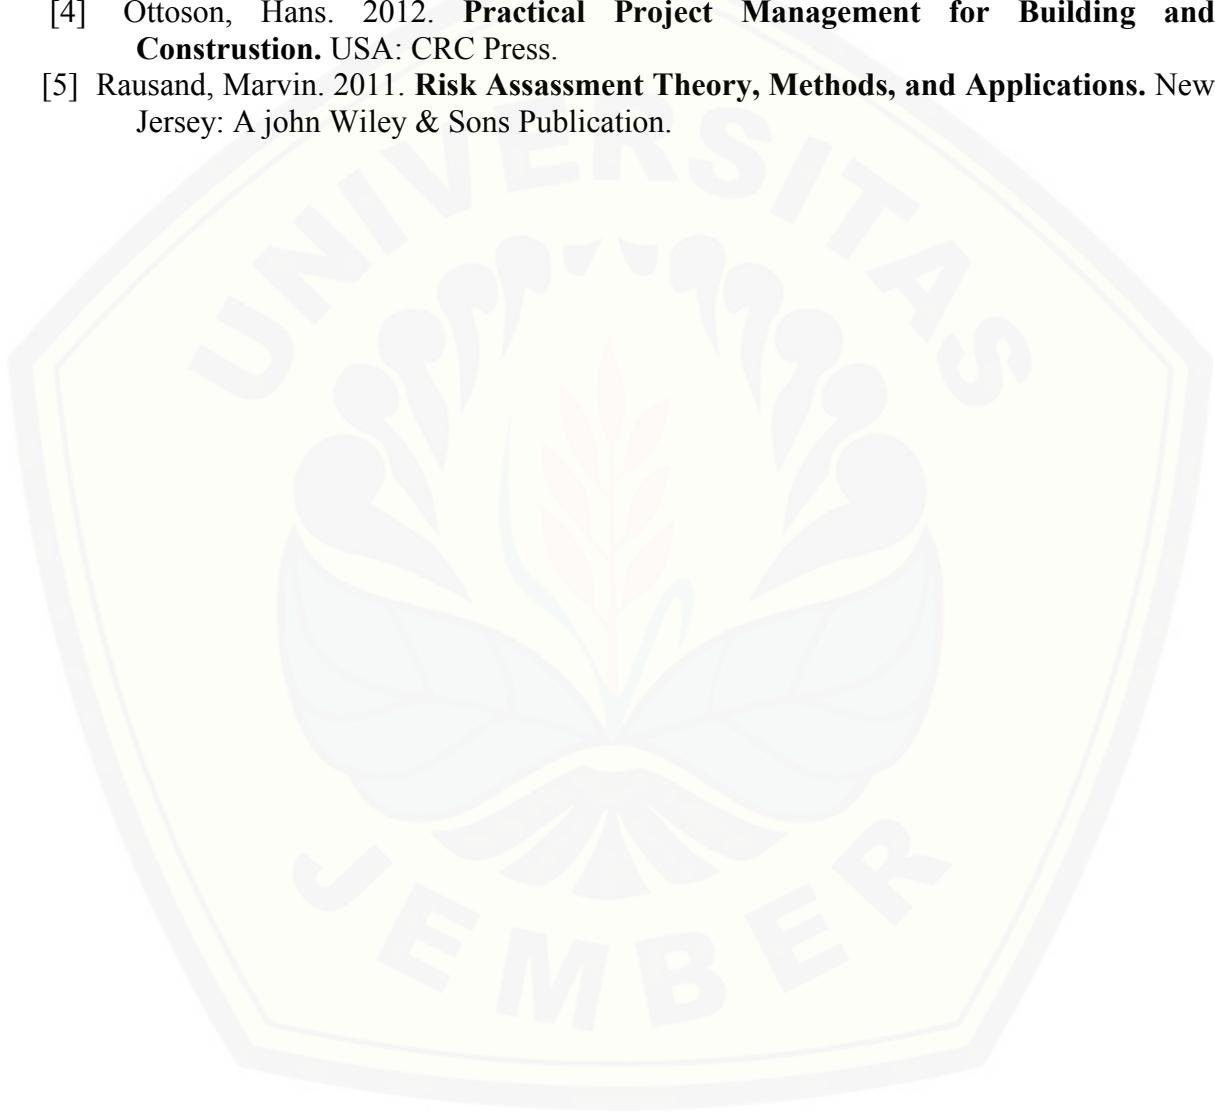 [4] Ottoson, Hans. 2012. Practical Project Management for Building and
Construstion. USA: CRC Press.
[5] Rausand, Marvin. 2011. Risk Assassment Theory, Methods, and Applications. New
Jersey: A john Wiley & Sons Publication.
UNIVERSITAS
JEMBER